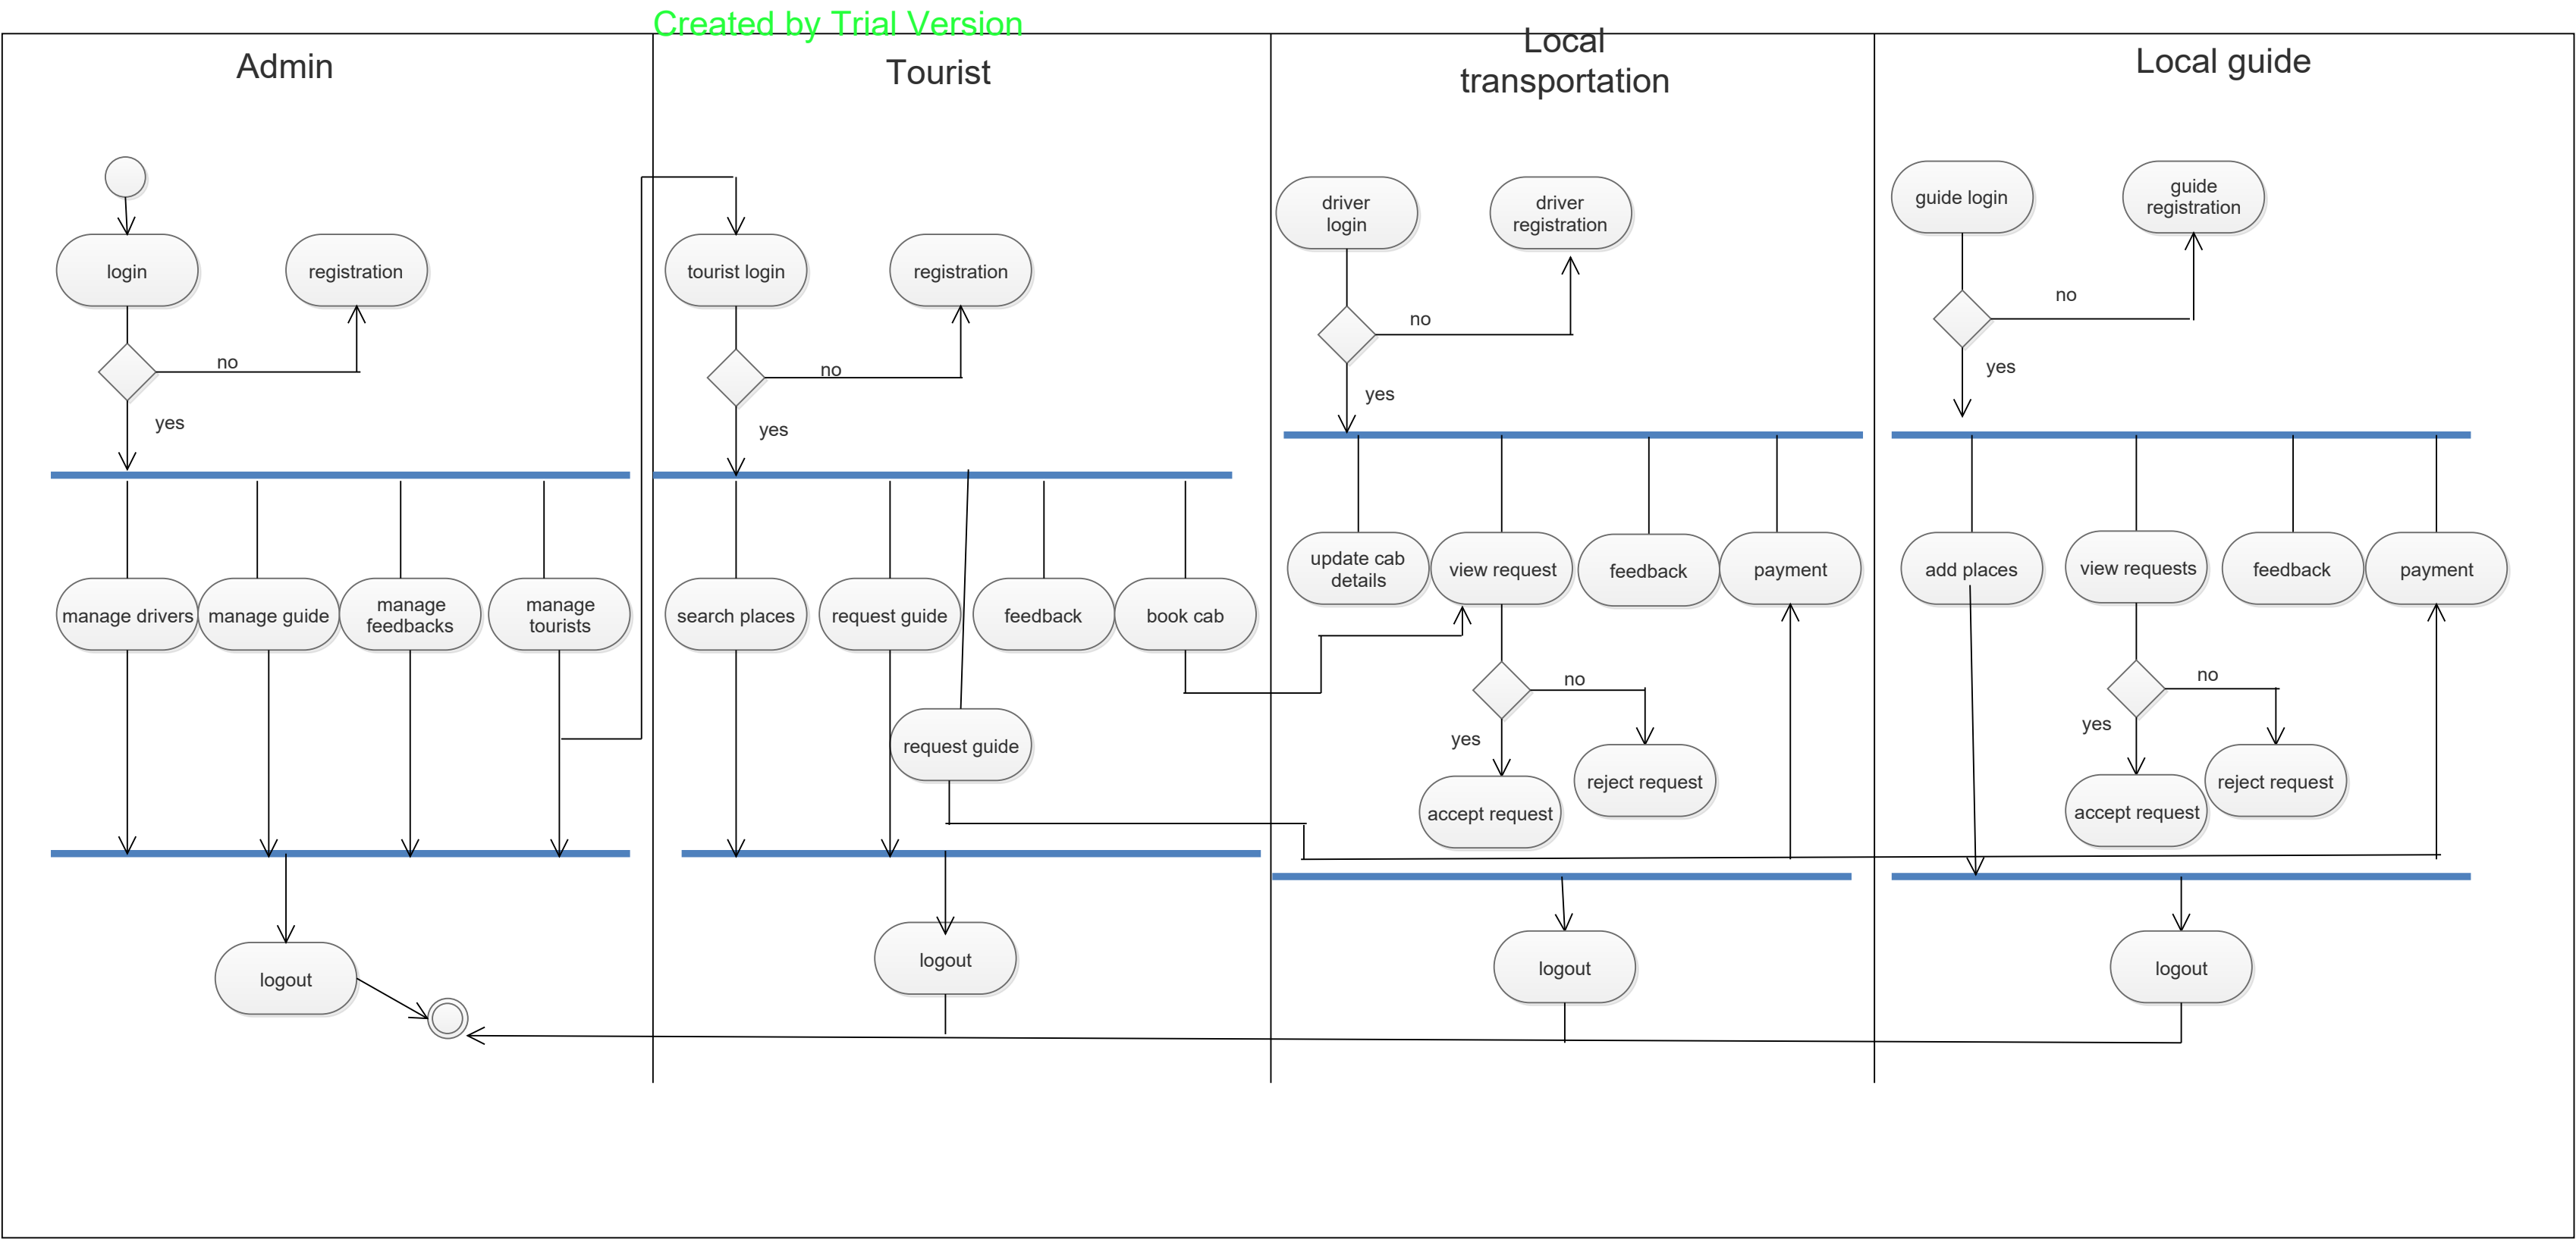 Created by Trial Version
Admin
Tourist
Local
transportation
Local guide
login
registration
no
yes
manage drivers
manage guide
manage
feedbacks
manage
tourists
logout
tourist login
registration
no
yes
search places
request guide
feedback
book cab
request guide
logout
driver
login
driver
registration
no
yes
update cab
details
view request
feedback
payment
no
yes
reject request
accept request
logout
guide login
guide
registration
no
yes
add places
view requests
feedback
payment
no
yes
reject request
accept request
logout